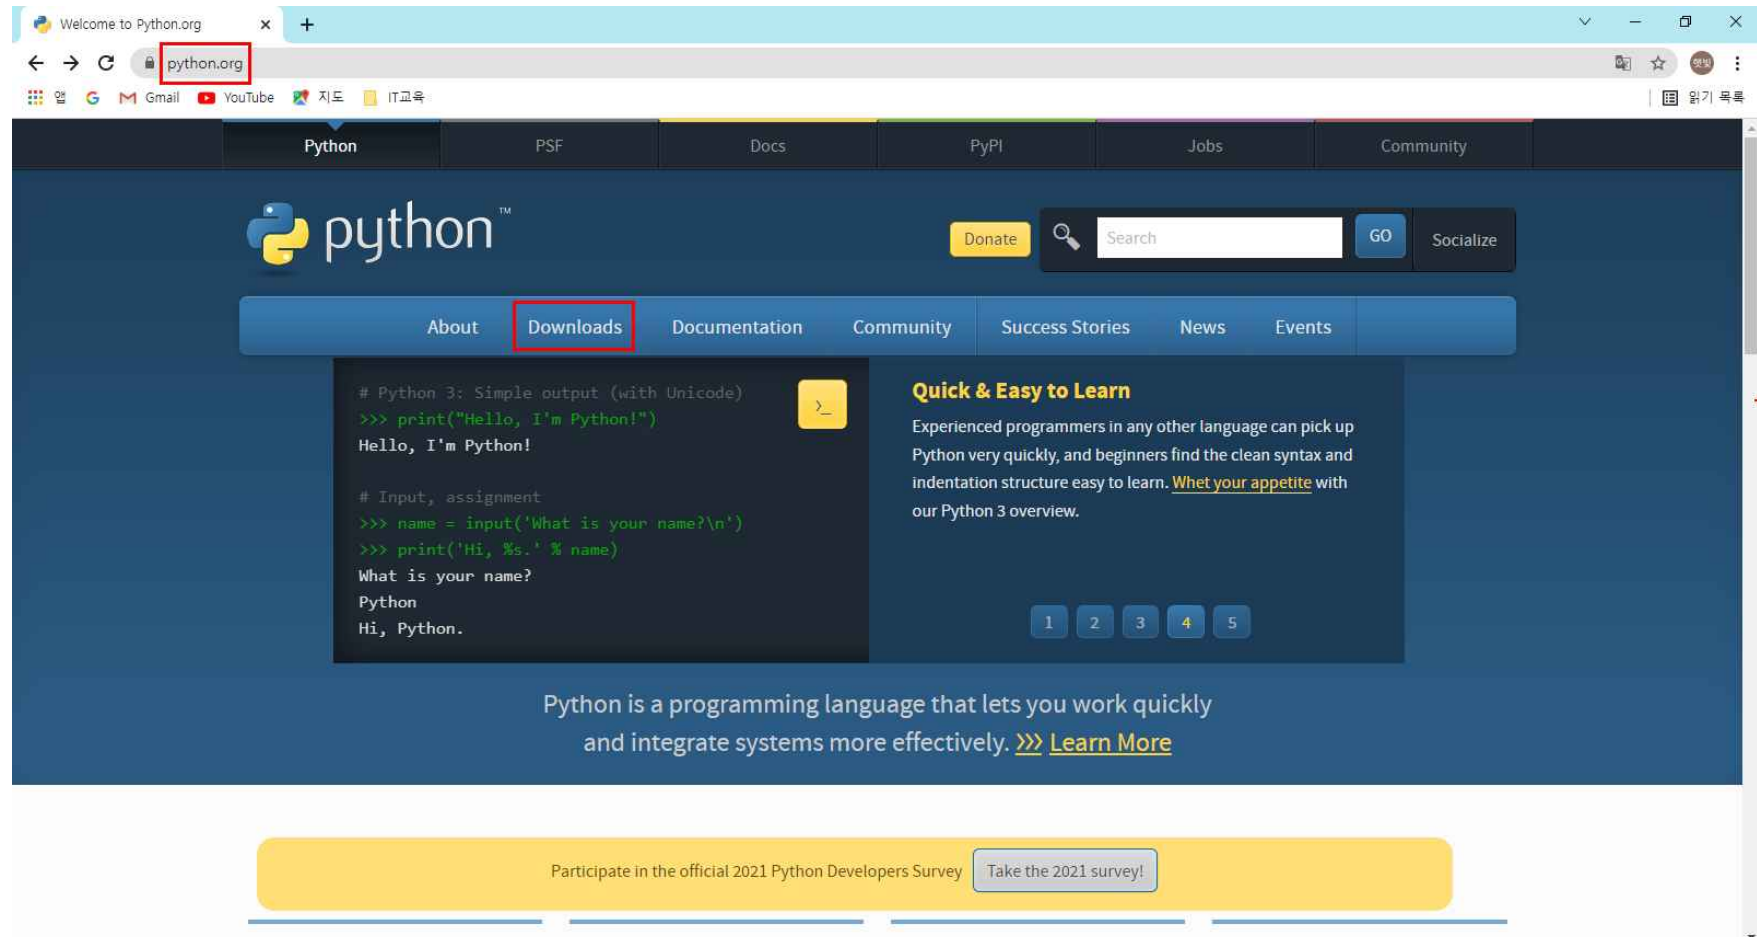 Welcome to Python.org
python.org
앱 Gmail YouTube 지도 IT교육 읽기 목록
Python PSF Docs PyPI Jobs Community
python™
Donate Search GO Socialize
About Downloads Documentation Community Success Stories News Events
# Python 3: Simple output (with Unicode)
>>> print("Hello, I'm Python!")
Hello, I'm Python!
# Input, assignment
>>> name = input('What is your name?\n')
>>> print('Hi, %s.' % name)
What is your name?
Python
Hi, Python.
>_
Quick & Easy to Learn
Experienced programmers in any other language can pick up
Python very quickly, and beginners find the clean syntax and
indentation structure easy to learn. Whet your appetite with
our Python 3 overview.
1 2 3 4 5
Python is a programming language that lets you work quickly
and integrate systems more effectively. >>> Learn More
Participate in the official 2021 Python Developers Survey Take the 2021 survey!